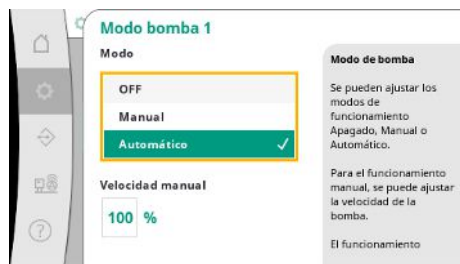 Modo bomba 1
Modo
OFF
Manual
Automático
Velocidad manual
100 %
Modo de bomba
Se pueden ajustar los
modos de
funcionamiento
Apagado, Manual o
Automático.
Para el funcionamiento
manual, se puede ajustar
la velocidad de la
bomba.
El funcionamiento